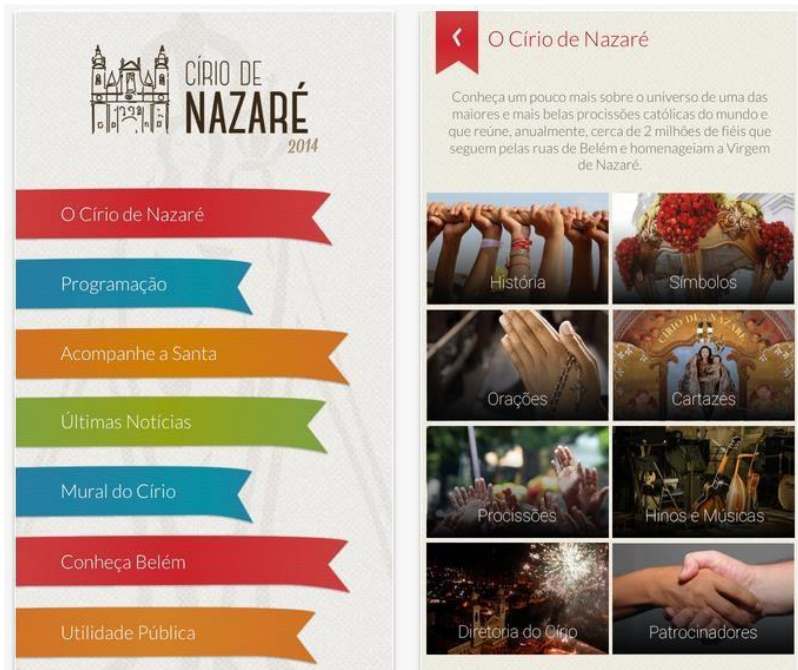 CÍRIO DE
NAZARÉ
2014
O Círio de Nazaré
Programação
Acompanhe a Santa
Últimas Notícias
Mural do Círio
Conheça Belém
Utilidade Pública
O Círio de Nazaré
Conheça um pouco mais sobre o universo de uma das
maiores e mais belas procissões católicas do mundo e
que reúne, anualmente, cerca de 2 milhões de fiéis que
seguem pelas ruas de Belém e homenageiam a Virgem
de Nazaré.
História
Símbolos
Orações
CÍRIO DE NAZARÉ
Cartazes
Procissões
Hinos e Músicas
Diretoria do Círio
Patrocinadores